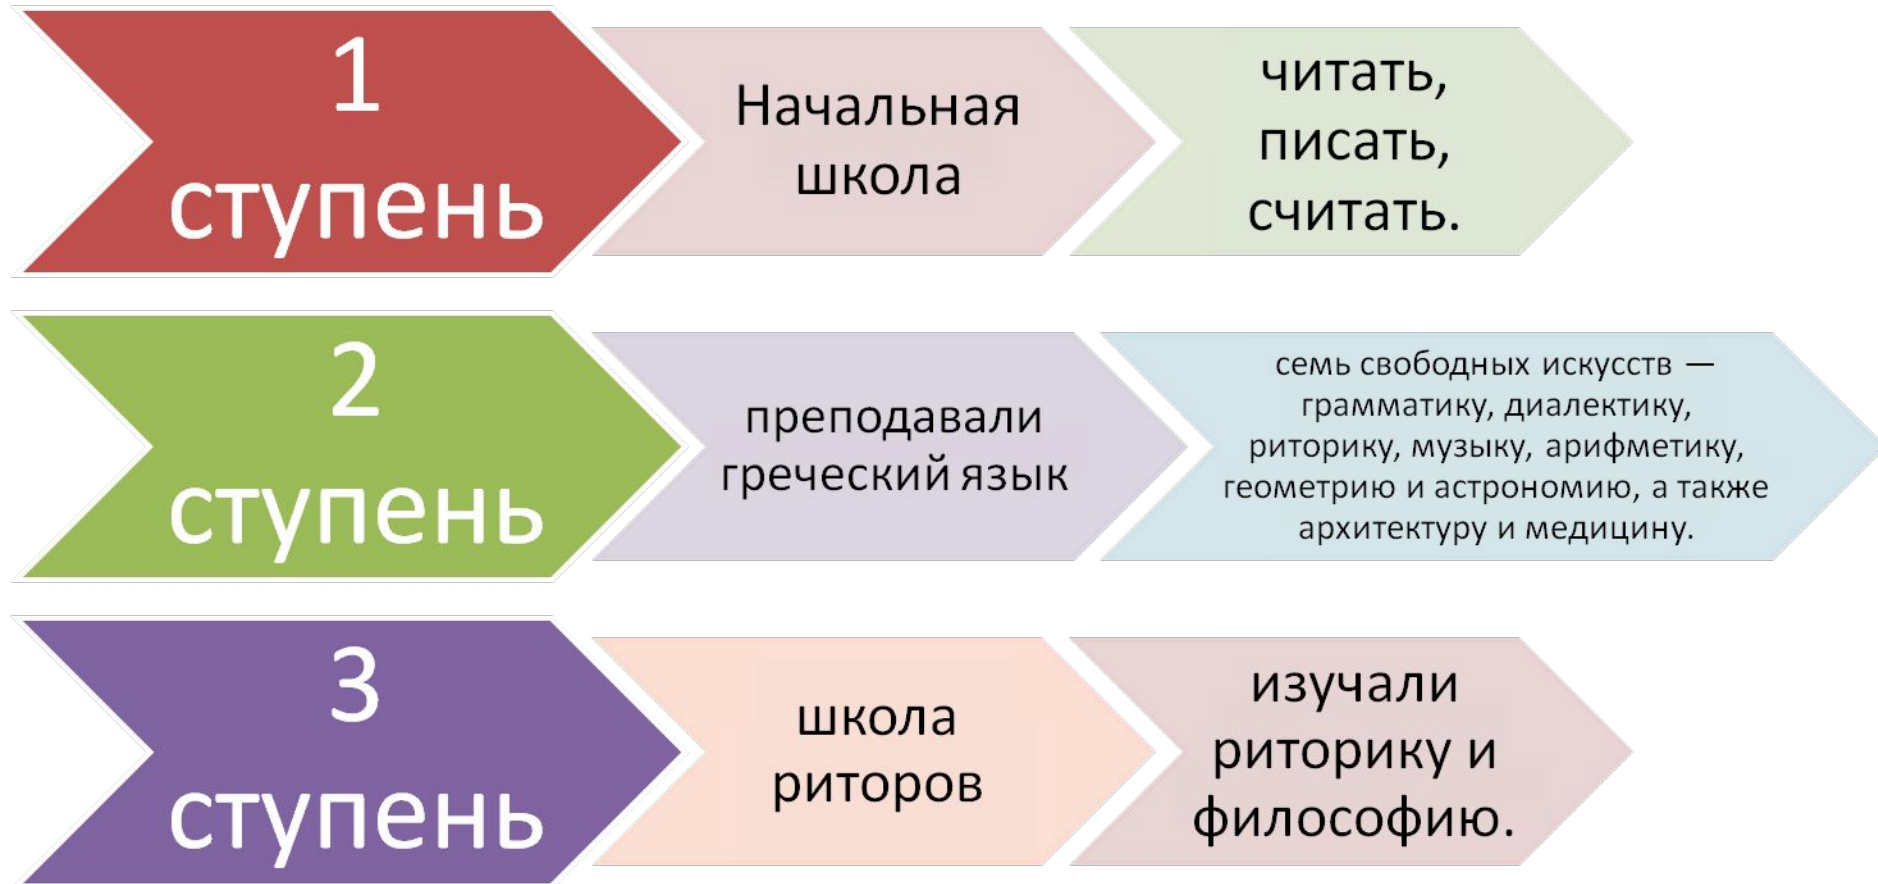 1
ступень
Начальная
школа
читать,
писать,
считать.
2
ступень
преподавали
греческий язык
семь свободных искусств —
грамматику, диалектику,
риторику, музыку, арифметику,
геометрию и астрономию, а также
архитектуру и медицину.
3
ступень
школа
риторов
изучали
риторику и
философию.